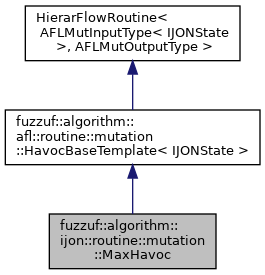 HierarFlowRoutine<
AFLMutInputType< IJONState
>, AFLMutOutputType >
fuzzuf::algorithm::
afl::routine::mutation
::HavocBaseTemplate< IJONState >
fuzzuf::algorithm::
ijon::routine::mutation
::MaxHavoc